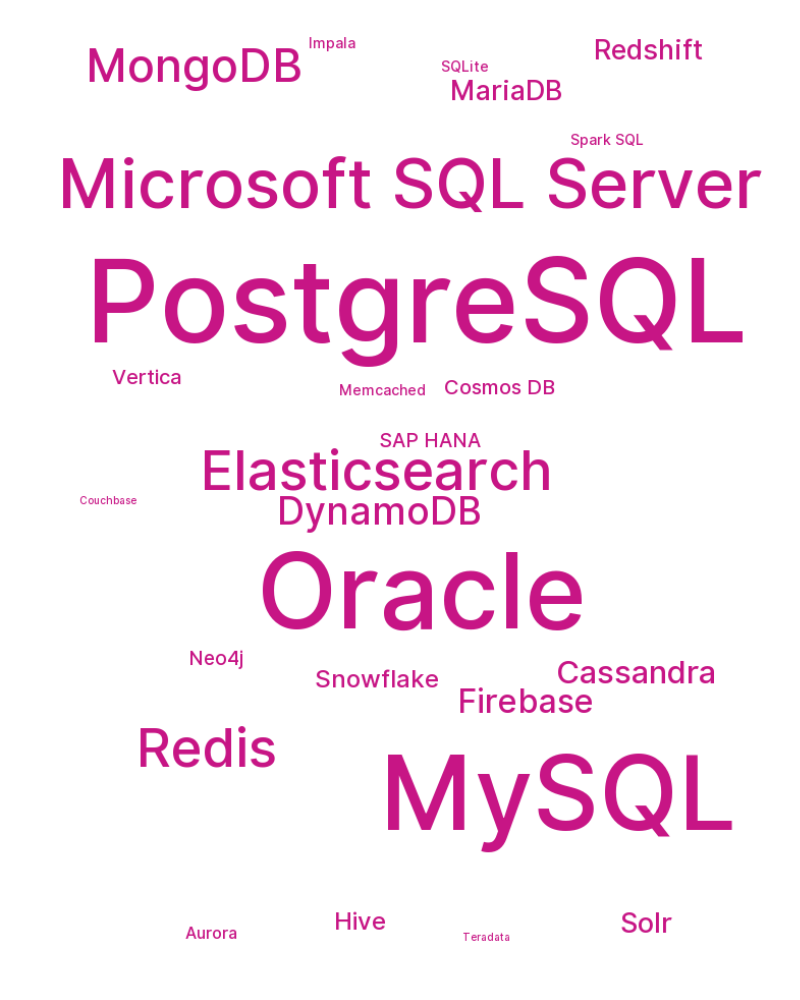 Impala
MongoDB
Redshift
SQLite
MariaDB
Spark SQL
Microsoft SQL Server
PostgreSQL
Vertica
Memcached
Cosmos DB
SAP HANA
Elasticsearch
Couchbase
DynamoDB
Oracle
Neo4j
Snowflake
Cassandra
Firebase
Redis
MySQL
Aurora
Hive
Teradata
Solr